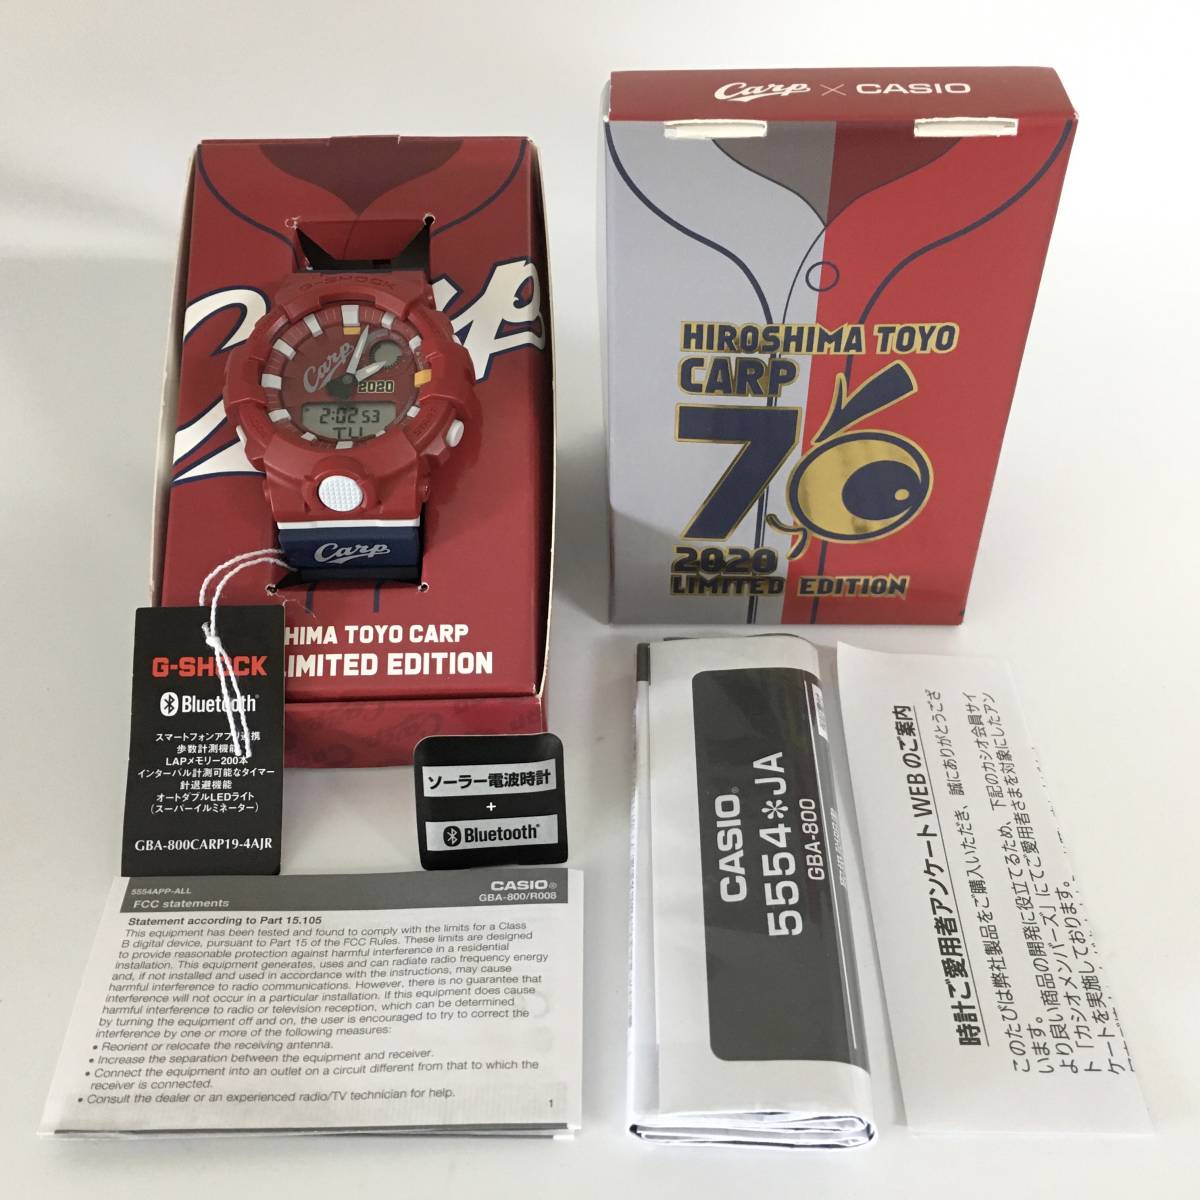 Carp × CASIO
HIROSHIMA TOYO
CARP
7
2020
LIMITED EDITION
G-SHOCK
Carp
2020
2:02 53
TU
Carp
SHIMA TOYO CARP
LIMITED EDITION
G-SHOCK
Bluetooth®
スマートフォンアプリ連携
歩数計測機能
LAPメモリー200本
インターバル計測可能なタイマー
針退避機能
オートダブルLEDライト
(スーパーイルミネーター)
GBA-800CARP19-4AJR
ソーラー電波時計
+
Bluetooth®
5554APP-ALL
FCC statements
CASIO®
GBA-800/R008
Statement according to Part 15.105
This equipment has been tested and found to comply with the limits for a Class
B digital device, pursuant to Part 15 of the FCC Rules. These limits are designed
to provide reasonable protection against harmful interference in a residential
installation. This equipment generates, uses and can radiate radio frequency energy
and, if not installed and used in accordance with the instructions, may cause
harmful interference to radio communications. However, there is no guarantee that
interference will not occur in a particular installation. If this equipment does cause
harmful interference to radio or television reception, which can be determined
by turning the equipment off and on, the user is encouraged to try to correct the
interference by one or more of the following measures:
• Reorient or relocate the receiving antenna.
• Increase the separation between the equipment and receiver.
• Connect the equipment into an outlet on a circuit different from that to which the
receiver is connected.
• Consult the dealer or an experienced radio/TV technician for help.
1
CASIO®
5554*JA
GBA-800
時計ご愛用者アンケート WEBのご案内
このたびは弊社製品をご購入いただき、誠にありがとうござ
います。
より良い商品の開発に役立てるため、下記のカシオ会員サイ
ト「カシオメンバーズ」にてご愛用者さまを対象にしたアン
ケートを実施しております。